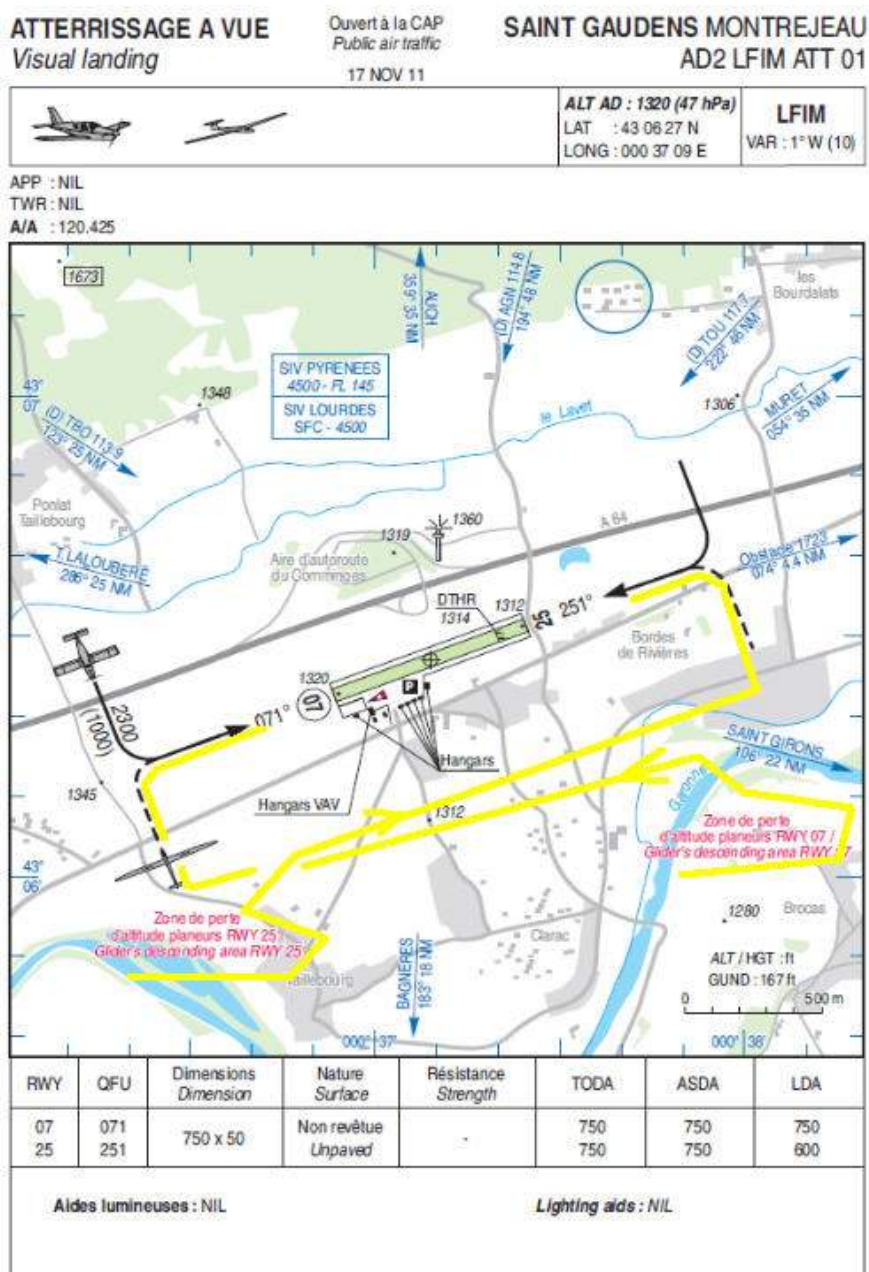 ATTERRISSAGE A VUE
Visual landing
Ouvert à la CAP
Public air traffic
17 NOV 11
SAINT GAUDENS MONTREJEAU
AD2 LFIM ATT 01
ALT AD : 1320 (47 hPa)
LAT : 43 06 27 N
LONG : 000 37 09 E
LFIM
VAR : 1° W (10)
APP : NIL
TWR : NIL
A/A : 120.425
1673
AUCH
359° 35 NM
(D) AGN 114.8
194° 48 NM
les
Bourdalats
(D) TOU 117.7
222° 46 NM
SIV PYRENEES
4500 - FL 145
SIV LOURDES
SFC - 4500
43°
07
(D) TBO 113.9
123° 25 NM
1348
1306
MURET
054° 35 NM
le Lavet
Ponlat
Taillebourg
1319
1360
A 64
Aire d'autoroute
du Comminges
T. LALOUBERE
286° 25 NM
Obstacle 1723
074° 4.4 NM
DTHR
1314
1312
25
251°
Bordes
de Rivières
1320
07
071°
P
2300
(1000)
Hangars
Hangars VAV
1345
1312
SAINT GIRONS
106° 22 NM
Garonne
Zone de perte
d'altitude planeurs RWY 07 /
Glider's descending area RWY
43°
06
Zone de perte
d'altitude planeurs RWY 25
Glider's descending area RWY 25
Taillebourg
BAGNERES
183° 18 NM
Clarac
1280
Brocas
ALT / HGT : ft
GUND : 167 ft
0 500 m
000° 37'
000° 38'
RWY QFU Dimensions Nature Résistance TODA ASDA LDA
Dimension Surface Strength
07 071 750 x 50 Non revêtue - 750 750 750
25 251 Unpaved 750 750 600
Aides lumineuses : NIL
Lighting aids : NIL